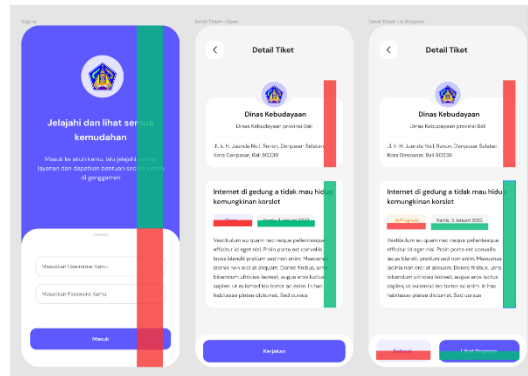 Sign in
Jelajahi dan lihat semua
kemudahan
Masuk ke akun kamu, lalu jelajahi
layanan dan dapatkan bantuan
di genggaman
Masukkan Username Kamu
Masukkan Password Kamu
Masuk
Detail Ticket - Open
Detail Tiket
Dinas Kebudayaan
Dinas Kebudayaan provinsi Bali
Jl. Ir. H. Juanda No.1, Renon, Denpasar Selatan,
Kota Denpasar, Bali 80239
Internet di gedung a tidak mau hidup
kemungkinan korslet
Kamis, 3 Januari 2022
Vestibulum eu quam nec neque pellentesque
efficitur id eget nisl. Proin porta est convallis
lacus blandit pretium sed non enim. Maecenas
lacinia non orci at aliquam. Donec finibus, urna
bibendum ultricies laoreet, augue eros luctus
sapien, ut euismod leo tortor ac enim. In hac
habitasse platea dictumst. Sed cursus
Kerjakan
Detail Ticket - In Progress
Detail Tiket
Dinas Kebudayaan
Dinas Kebudayaan provinsi Bali
Jl. Ir. H. Juanda No.1, Renon, Denpasar Selatan,
Kota Denpasar, Bali 80239
Internet di gedung a tidak mau hidup
kemungkinan korslet
In Progress
Kamis, 3 Januari 2022
Vestibulum eu quam nec neque pellentesque
efficitur id eget nisl. Proin porta est convallis
lacus blandit pretium sed non enim. Maecenas
lacinia non orci at aliquam. Donec finibus, urna
bibendum ultricies laoreet, augue eros luctus
sapien, ut euismod leo tortor ac enim. In hac
habitasse platea dictumst. Sed cursus
Selesai
Lihat Progress